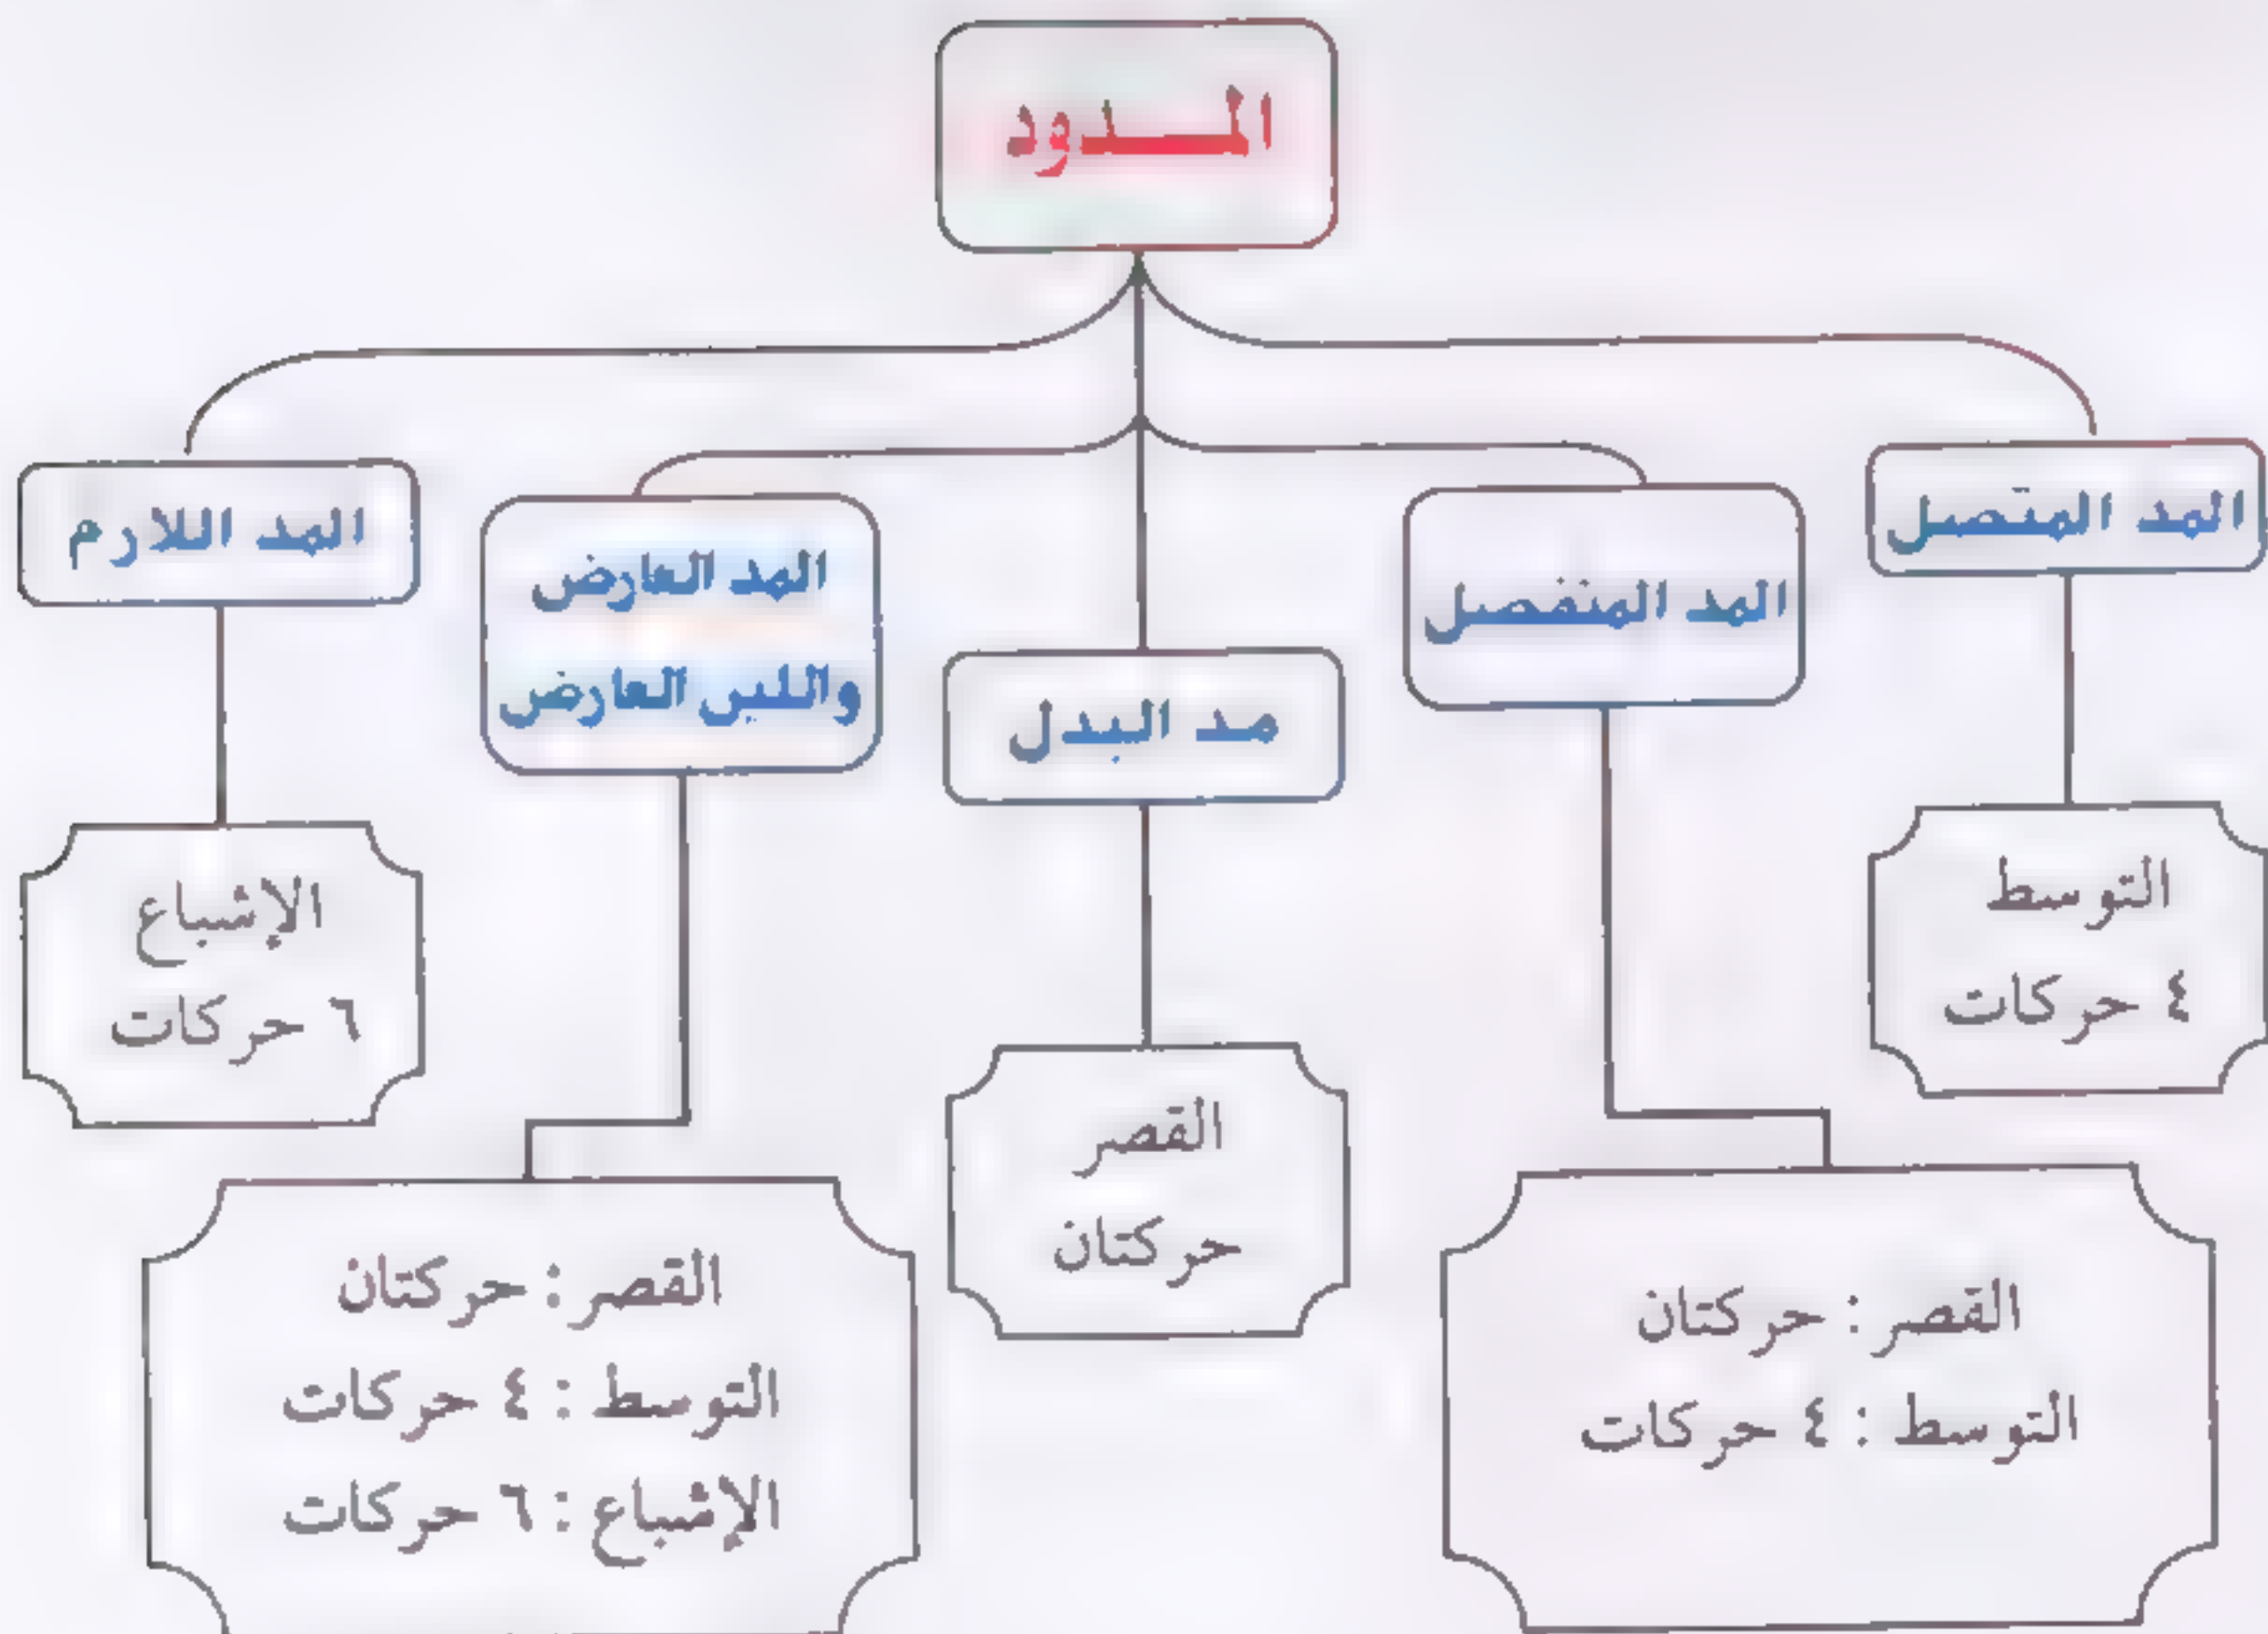 المــدود
المد المتصل
المد المنفصل
مد البدل
المد العارض
واللين العارض
المد اللازم
التوسط
٤ حركات
القصر : حركتان
التوسط : ٤ حركات
القصر
حركتان
القصر : حركتان
التوسط : ٤ حركات
الإشباع : ٦ حركات
الإشباع
٦ حركات